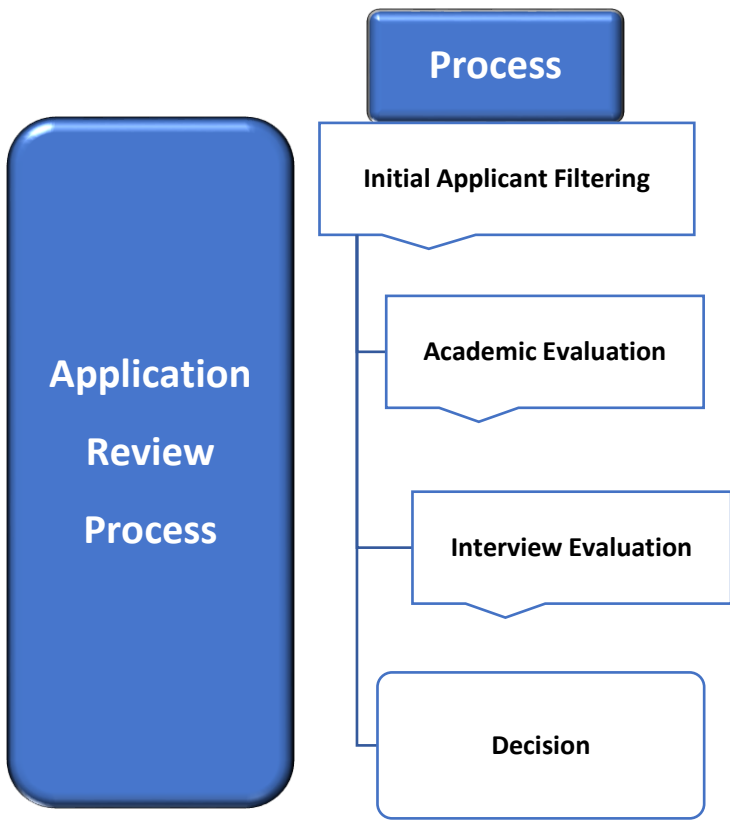 Process
Initial Applicant Filtering
Application
Review
Process
Academic Evaluation
Interview Evaluation
Decision